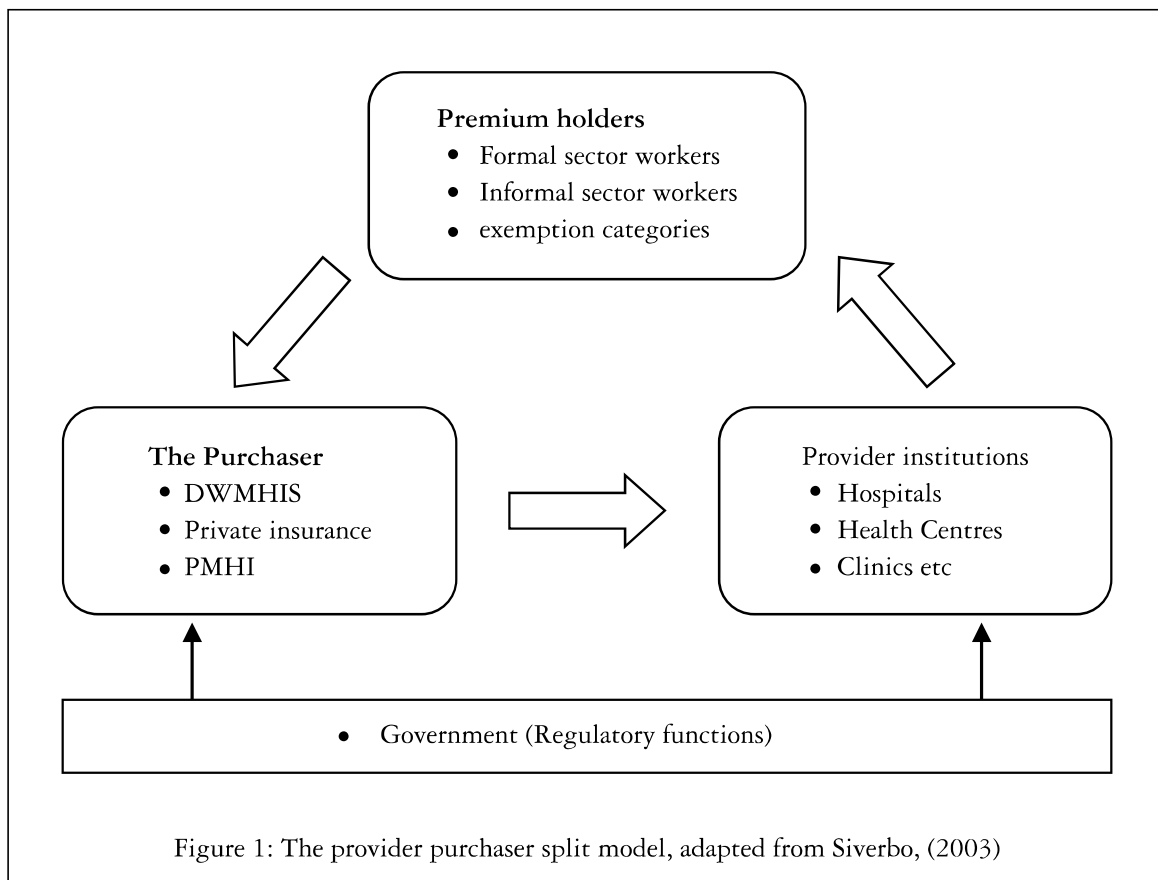 Premium holders
• Formal sector workers
• Informal sector workers
• exemption categories
The Purchaser
• DWMHIS
• Private insurance
• PMHI
Provider institutions
• Hospitals
• Health Centres
• Clinics etc
• Government (Regulatory functions)
Figure 1: The provider purchaser split model, adapted from Siverbo, (2003)